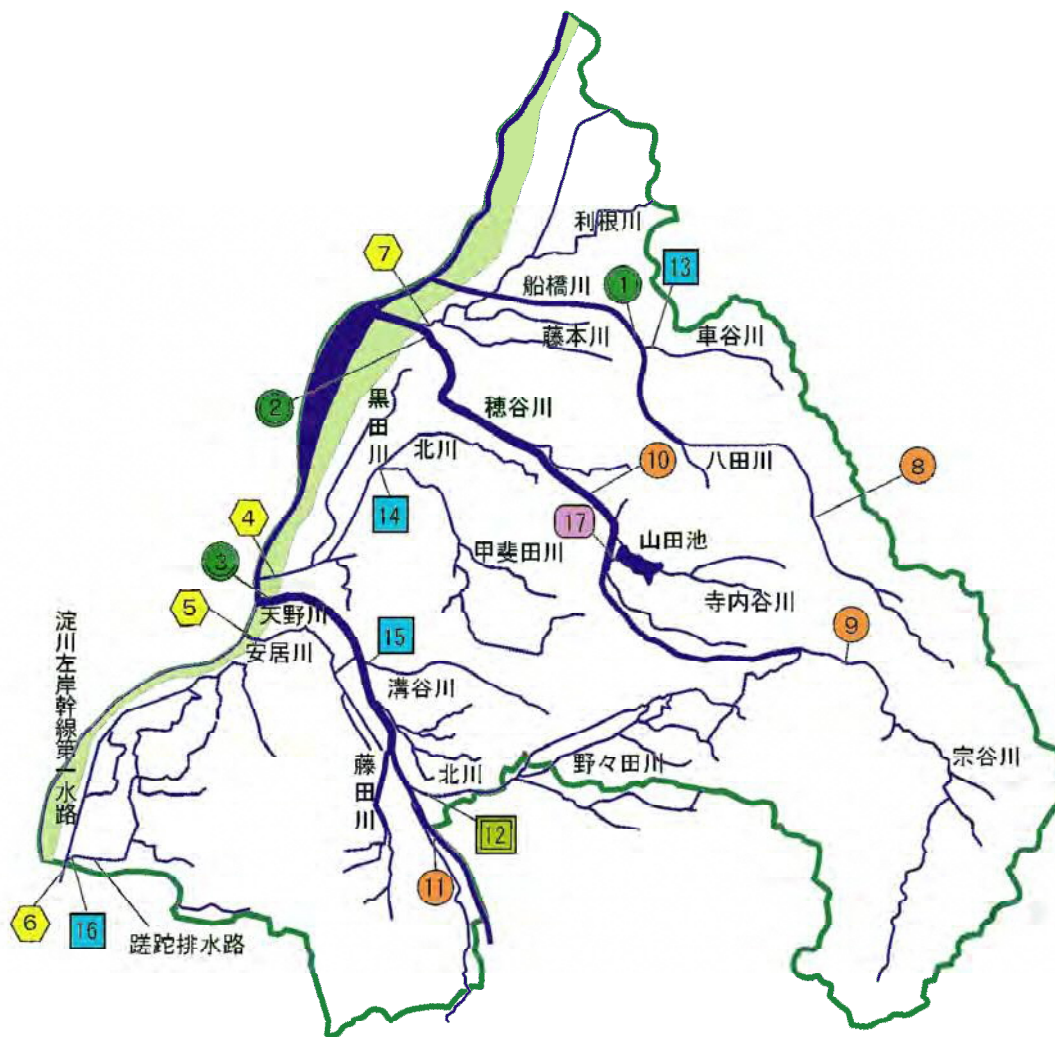 利根川
7
13
船橋川
1
藤本川
車谷川
2
黒田川
穂谷川
北川
10
八田川
8
14
4
17
山田池
3
甲斐田川
寺内谷川
5
天野川
15
9
安居川
淀川左岸幹線第一水路
溝谷川
藤田川
北川
野々田川
宗谷川
12
11
6
16
蹉跎排水路